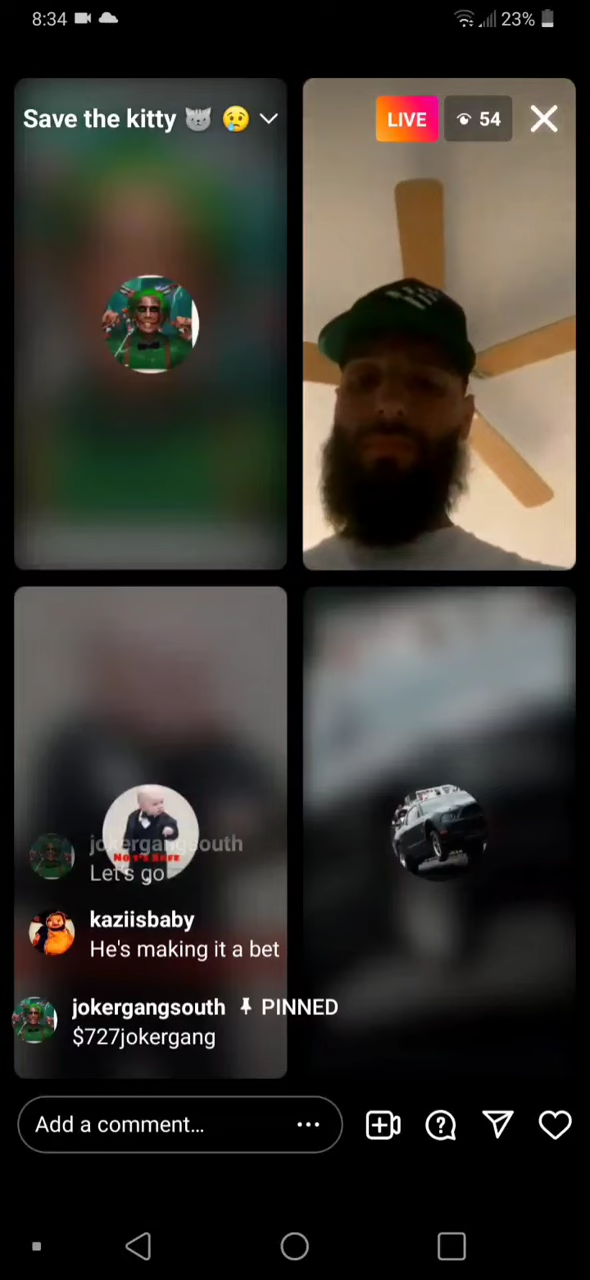 8:34
23%
Save the kitty 🐱 😢
LIVE
54
jokergangsouth
Let's go
kaziisbaby
He's making it a bet
jokergangsouth PINNED
$727jokergang
Add a comment…